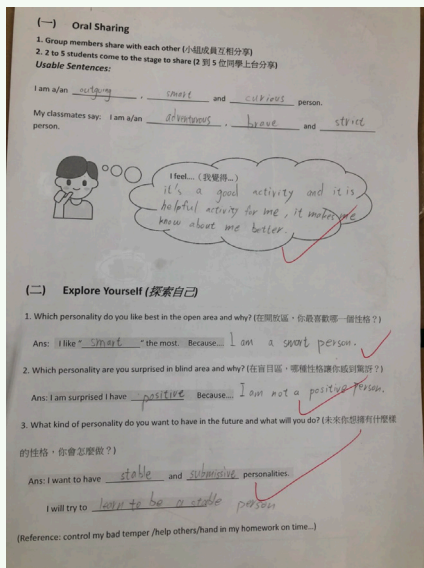 (一) Oral Sharing
1. Group members share with each other (小組成員互相分享)
2. 2 to 5 students come to the stage to share (2 到 5 位同學上台分享)
Usable Sentences:
I am a/an outgoing , smart and curious person.
My classmates say: I am a/an adventurous , brave and strict
person.
I feel.... (我覺得...)
it's a good activity and it is
helpful activity for me, it makes me
know about me better.
(二) Explore Yourself (探索自己)
1. Which personality do you like best in the open area and why? (在開放區,你最喜歡哪一個性格?)
Ans: I like " smart " the most. Because.... I am a smart person.
2. Which personality are you surprised in blind area and why? (在盲目區,哪種性格讓你感到驚訝?)
Ans: I am surprised I have positive Because.... I am not a positive person.
3. What kind of personality do you want to have in the future and what will you do? (未來你想擁有什麼樣
的性格,你會怎麼做?)
Ans: I want to have stable and submissive personalities.
I will try to learn to be a stable person
(Reference: control my bad temper /help others/hand in my homework on time...)